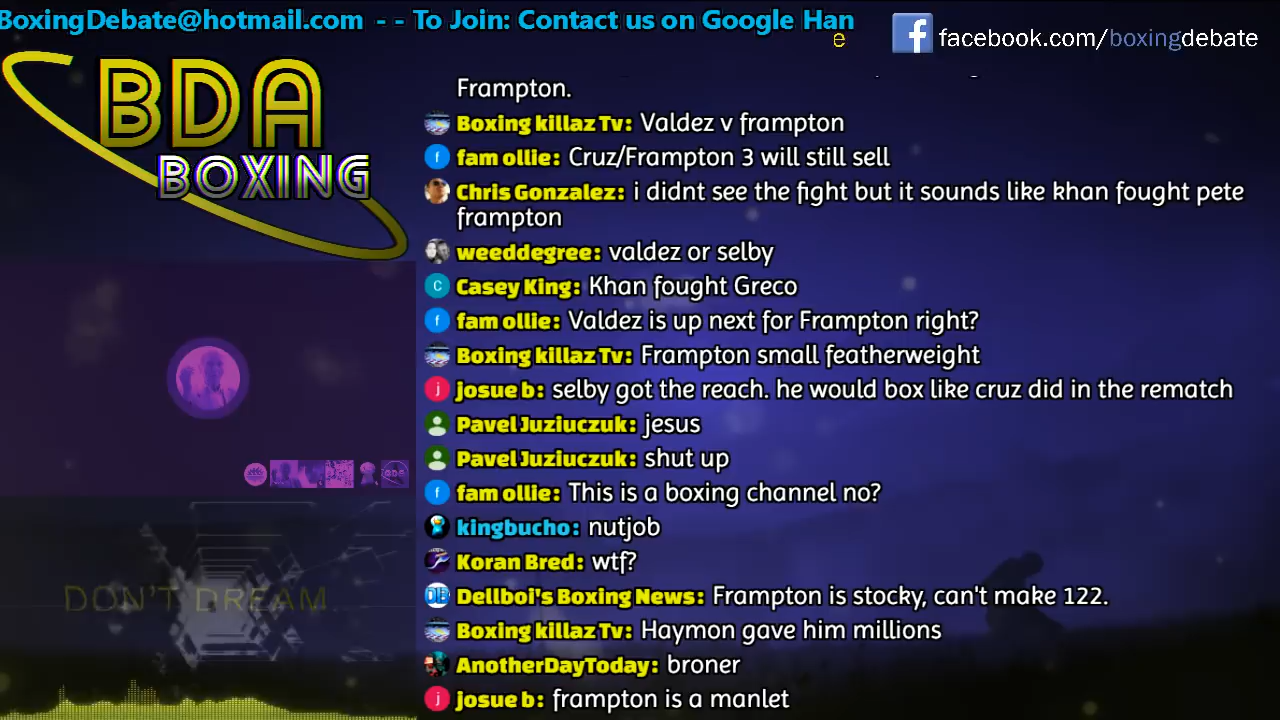 BoxingDebate@hotmail.com - - To Join: Contact us on Google Han
e
facebook.com/boxingdebate
BDA
BOXING
Frampton.
Boxing killaz Tv: Valdez v frampton
fam ollie: Cruz/Frampton 3 will still sell
Chris Gonzalez: i didnt see the fight but it sounds like khan fought pete
frampton
weeddegree: valdez or selby
Casey King: Khan fought Greco
fam ollie: Valdez is up next for Frampton right?
Boxing killaz Tv: Frampton small featherweight
josue b: selby got the reach. he would box like cruz did in the rematch
Pavel Juziuczuk: jesus
Pavel Juziuczuk: shut up
fam ollie: This is a boxing channel no?
kingbucho: nutjob
Koran Bred: wtf?
Dellboi's Boxing News: Frampton is stocky, can't make 122.
Boxing killaz Tv: Haymon gave him millions
AnotherDayToday: broner
josue b: frampton is a manlet
DON'T DREAM